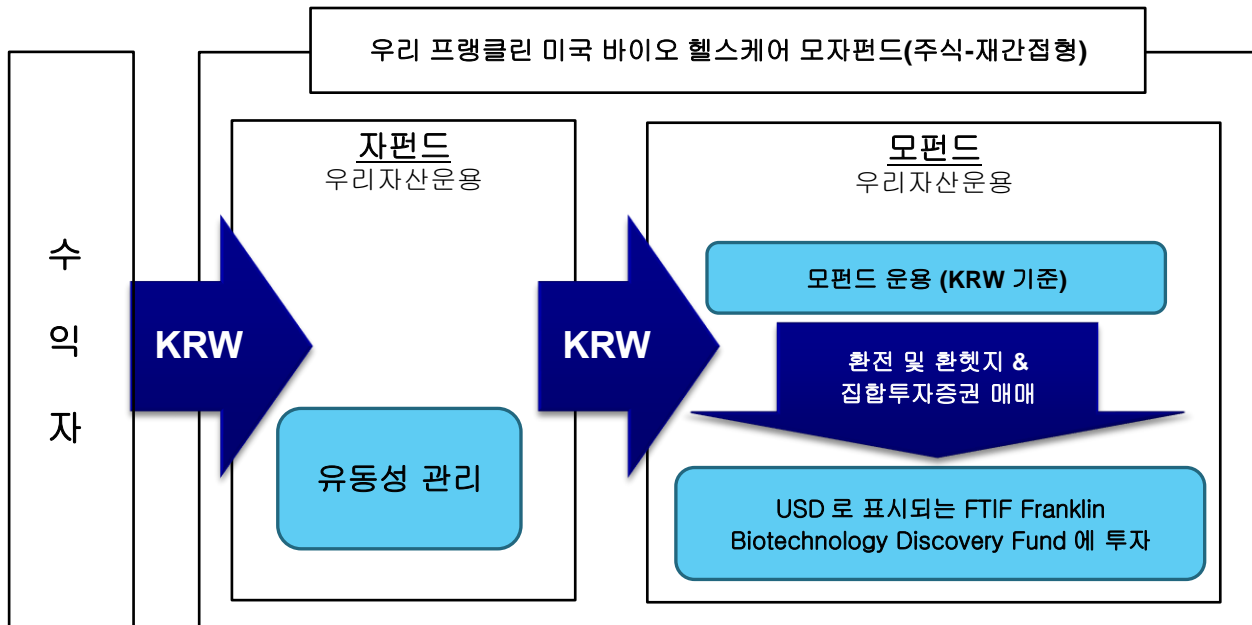 우리 프랭클린 미국 바이오 헬스케어 모자펀드(주식-재간접형)
수
익
자
KRW
자펀드
우리자산운용
유동성 관리
KRW
모펀드
우리자산운용
모펀드 운용 (KRW 기준)
환전 및 환헷지 &
집합투자증권 매매
USD 로 표시되는 FTIF Franklin
Biotechnology Discovery Fund 에 투자